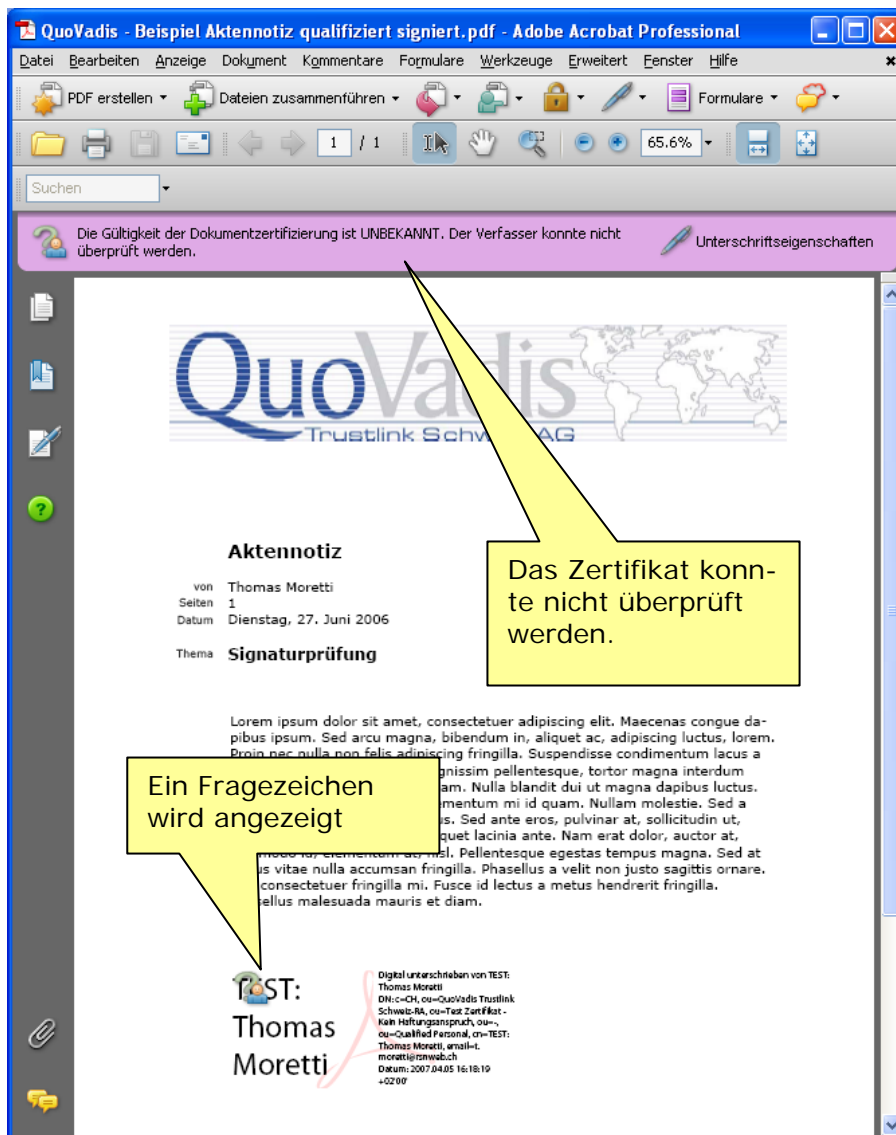 QuoVadis - Beispiel Aktennotiz qualifiziert signiert.pdf - Adobe Acrobat Professional
Datei Bearbeiten Anzeige Dokument Kommentare Formulare Werkzeuge Erweitert Fenster Hilfe
PDF erstellen Dateien zusammenführen Formulare
1 / 1 65.6%
Suchen
Die Gültigkeit der Dokumentzertifizierung ist UNBEKANNT. Der Verfasser konnte nicht
überprüft werden.
Unterschriftseigenschaften
QuoVadis
Trustlink Schw AG
Aktennotiz
von Thomas Moretti
Seiten 1
Datum Dienstag, 27. Juni 2006
Thema Signaturprüfung
Das Zertifikat konn-
te nicht überprüft
werden.
Lorem ipsum dolor sit amet, consectetuer adipiscing elit. Maecenas congue da-
pibus ipsum. Sed arcu magna, bibendum in, aliquet ac, adipiscing luctus, lorem.
Proin nec nulla non felis adipiscing fringilla. Suspendisse condimentum lacus a
gnissim pellentesque, tortor magna interdum
am. Nulla blandit dui ut magna dapibus luctus.
ementum mi id quam. Nullam molestie. Sed a
us. Sed ante eros, pulvinar at, sollicitudin ut,
quet lacinia ante. Nam erat dolor, auctor at,
nisl. Pellentesque egestas tempus magna. Sed at
s vitae nulla accumsan fringilla. Phasellus a velit non justo sagittis ornare.
consectetuer fringilla mi. Fusce id lectus a metus hendrerit fringilla.
sellus malesuada mauris et diam.
Ein Fragezeichen
wird angezeigt
TEST:
Thomas
Moretti
Digital unterschrieben von TEST:
Thomas Moretti
DN: c=CH, ou=QuoVadis Trustlink
Schweiz-RA, ou=Test Zertifikat -
Kein Haftungsanspruch, ou=-,
ou=Qualified Personal, cn=TEST:
Thomas Moretti, email=t.
moretti@rsnweb.ch
Datum: 2007.04.05 16:18:19
+02'00'